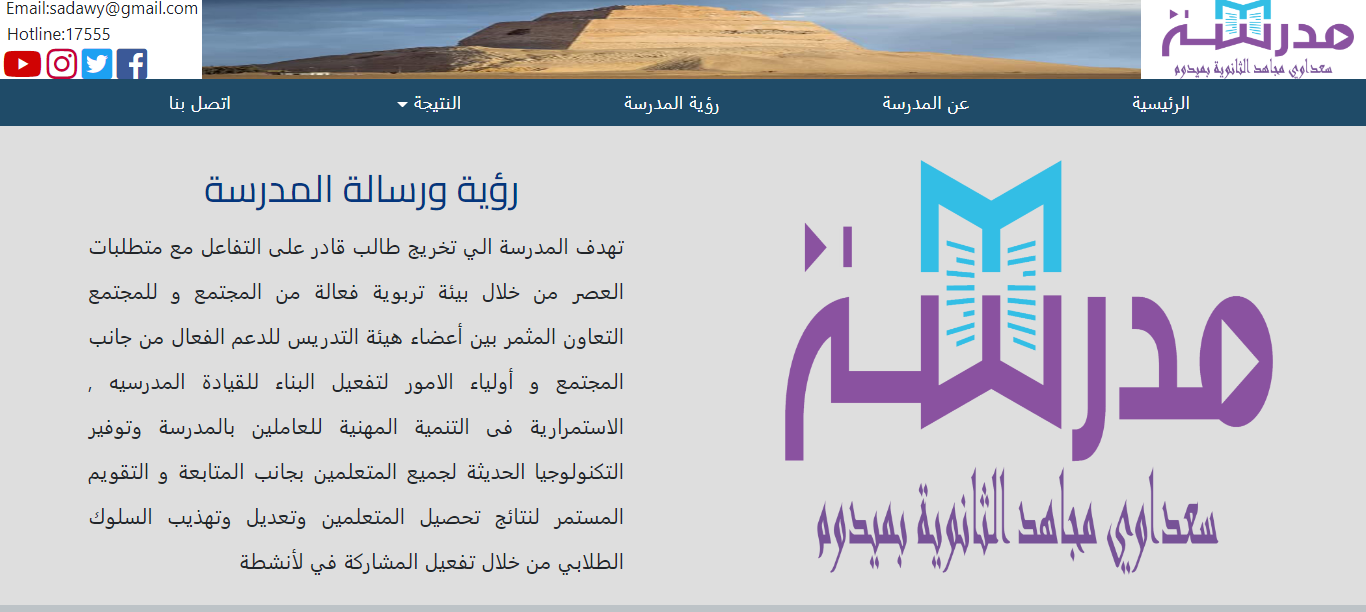 Email:sadawy@gmail.com
Hotline:17555
مدرسة
سعداوي مجاهد الثانوية بميدوم
الرئيسية
عن المدرسة
رؤية المدرسة
النتيجة
اتصل بنا
مدرسة
سعداوي مجاهد الثانوية بميدوم
رؤية ورسالة المدرسة
تهدف المدرسة الي تخريج طالب قادر على التفاعل مع متطلبات
العصر من خلال بيئة تربوية فعالة من المجتمع و للمجتمع
التعاون المثمر بين أعضاء هيئة التدريس للدعم الفعال من جانب
المجتمع و أولياء الامور لتفعيل البناء للقيادة المدرسيه ,
الاستمرارية فى التنمية المهنية للعاملين بالمدرسة وتوفير
التكنولوجيا الحديثة لجميع المتعلمين بجانب المتابعة و التقويم
المستمر لنتائج تحصيل المتعلمين وتعديل وتهذيب السلوك
الطلابي من خلال تفعيل المشاركة في لأنشطة